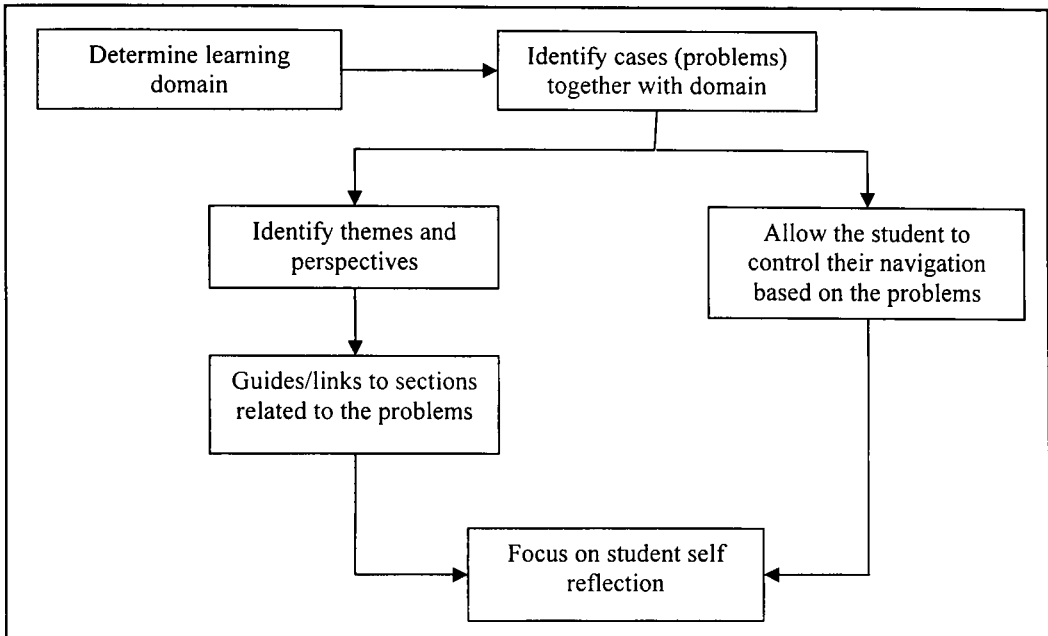 Determine learning
domain
Identify cases (problems)
together with domain
Identify themes and
perspectives
Allow the student to
control their navigation
based on the problems
Guides/links to sections
related to the problems
Focus on student self
reflection